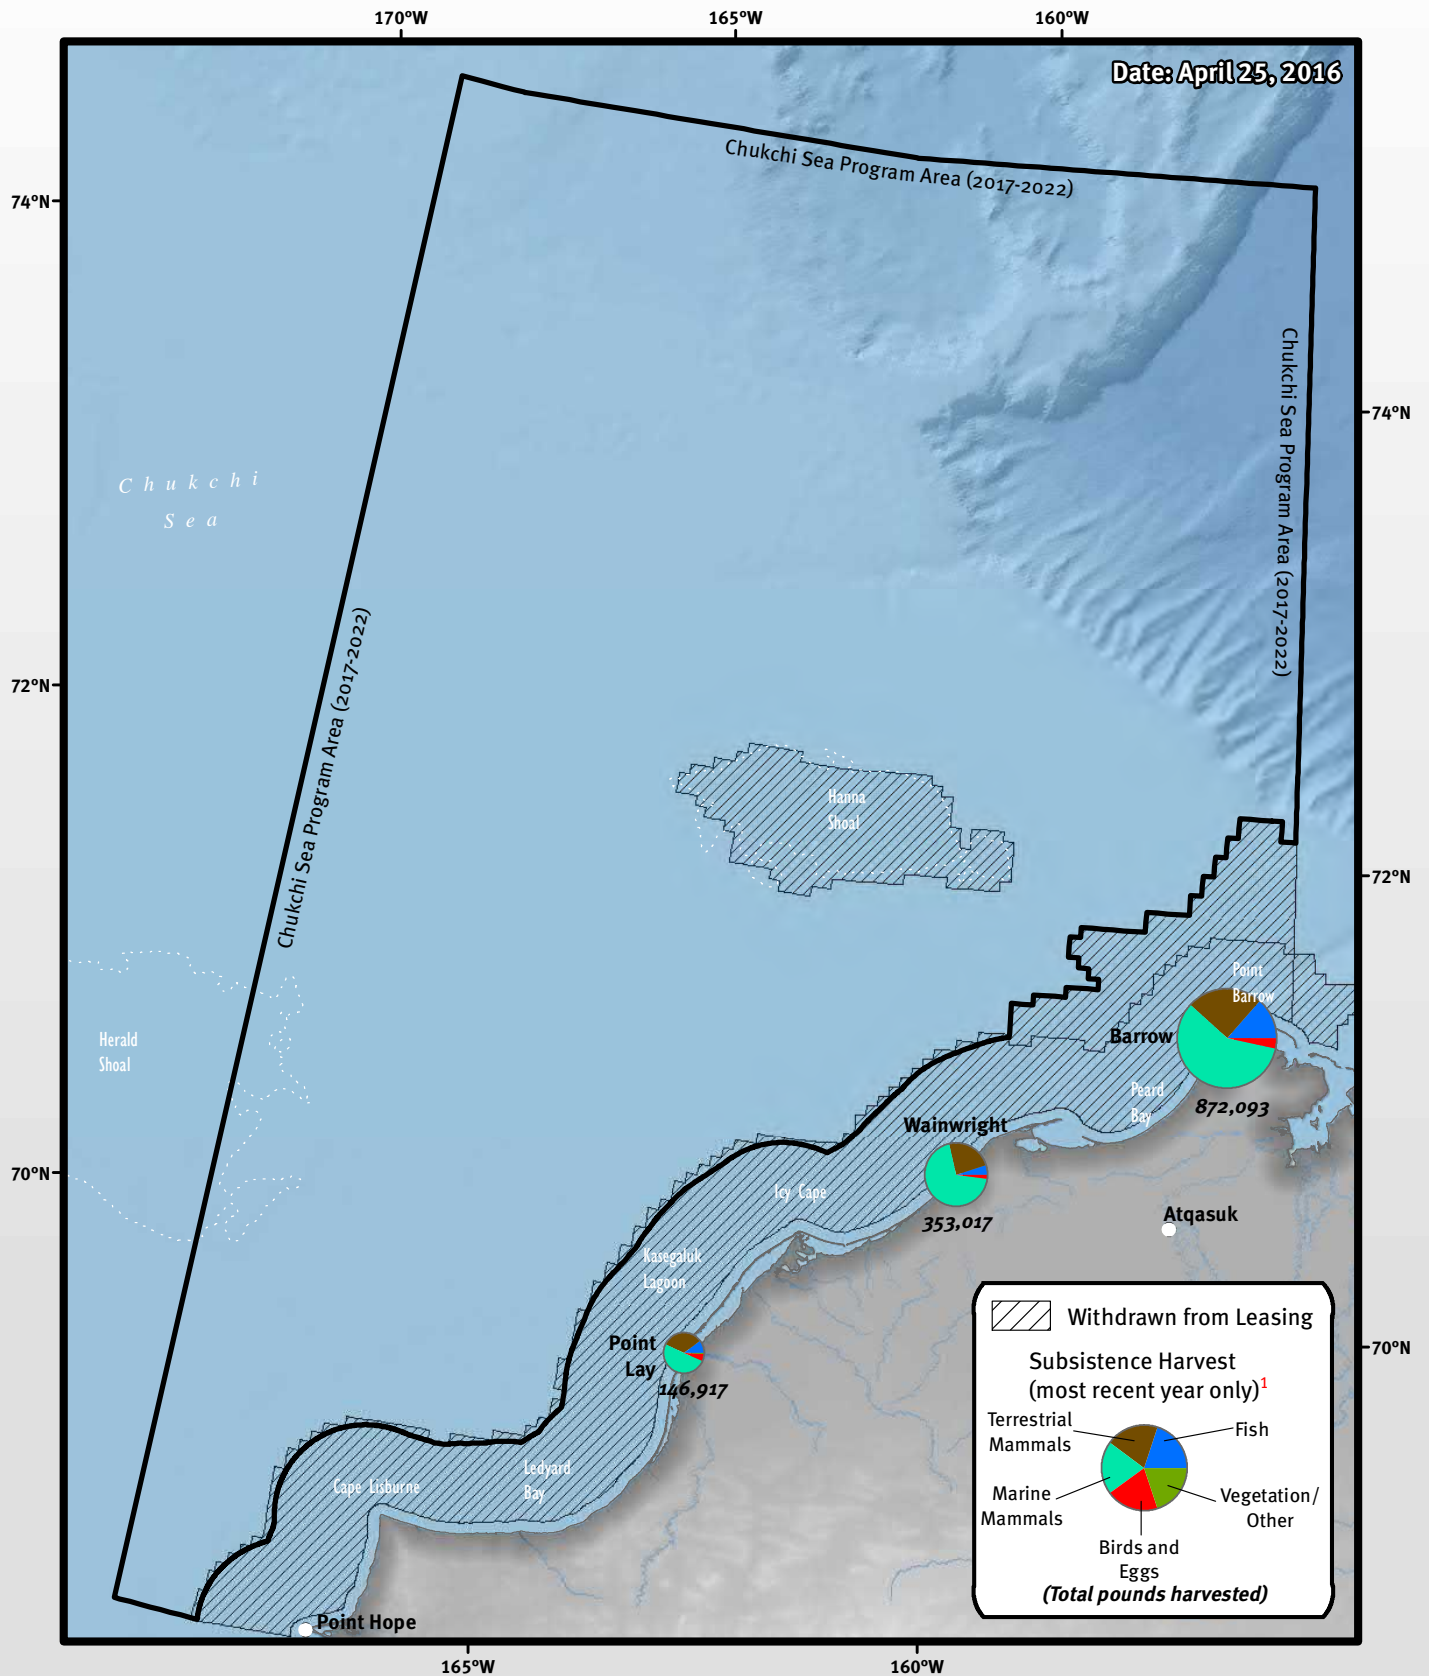 170°W
165°W
160°W
Date: April 25, 2016
Chukchi Sea Program Area (2017-2022)
74°N
Chukchi Sea Program Area (2017-2022)
74°N
Chukchi
Sea
Chukchi Sea Program Area (2017-2022)
72°N
Hanna
Shoal
72°N
Point
Barrow
Barrow
Herald
Shoal
Peard
Bay
872,093
Wainwright
70°N
Icy Cape
353,017
Atqasuk
Kasegaluk
Lagoon
Point
Lay
146,917
70°N
Withdrawn from Leasing
Subsistence Harvest
(most recent year only)1
Terrestrial
Mammals
Fish
Marine
Mammals
Vegetation/
Other
Birds and
Eggs
(Total pounds harvested)
Ledyard
Bay
Cape Lisburne
Point Hope
165°W
160°W